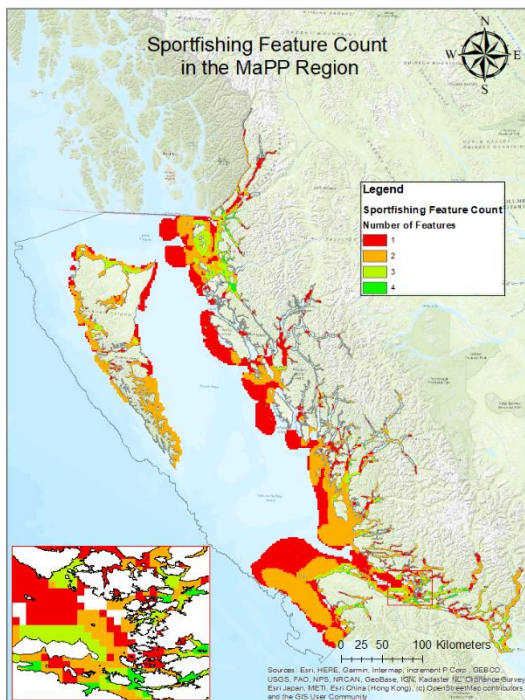 Sportfishing Feature Count
in the MaPP Region
N
W E
S
Legend
Sportfishing Feature Count
Number of Features
1
2
3
4
0 25 50 100 Kilometers
Sources: Esri, HERE, Garmin, Intermap, increment P Corp., GEBCO,
USGS, FAO, NPS, NRCAN, GeoBase, IGN, Kadaster NL, Ordnance Survey,
Esri Japan, METI, Esri China (Hong Kong), (c) OpenStreetMap contributors,
and the GIS User Community